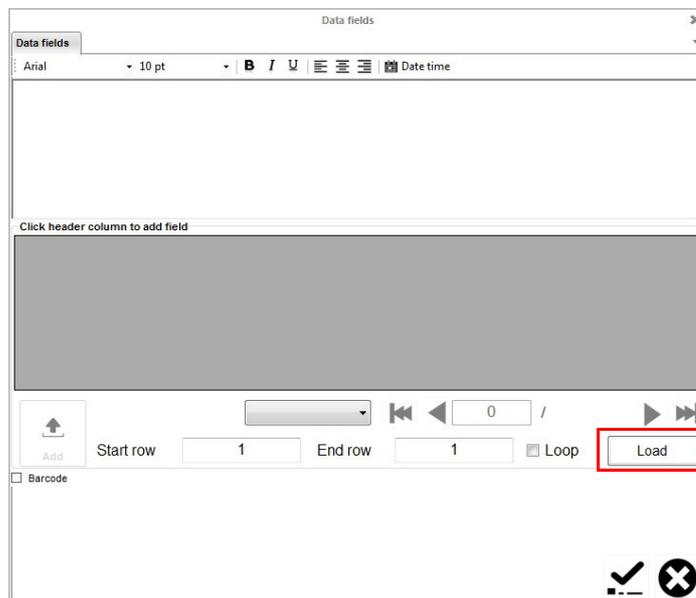 Data fields
Data fields
Arial 10 pt B I U Date time
Click header column to add field
0 /
Add Start row 1 End row 1 Loop Load
Barcode